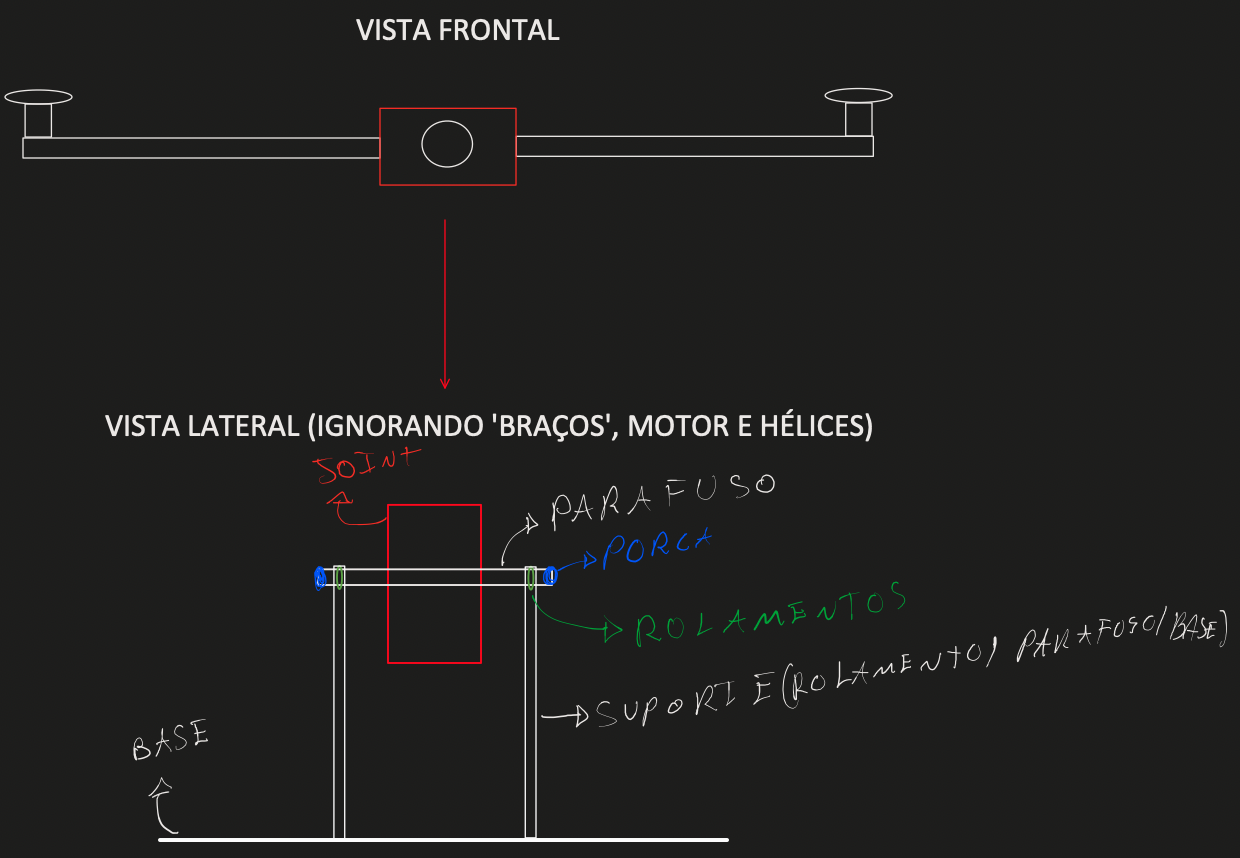 VISTA FRONTAL
VISTA LATERAL (IGNORANDO 'BRAÇOS', MOTOR E HÉLICES)
JOINT
PARAFUSO
PORCA
ROLAMENTOS
SUPORTE (ROLAMENTO/ PARAFUSO/BASE)
BASE